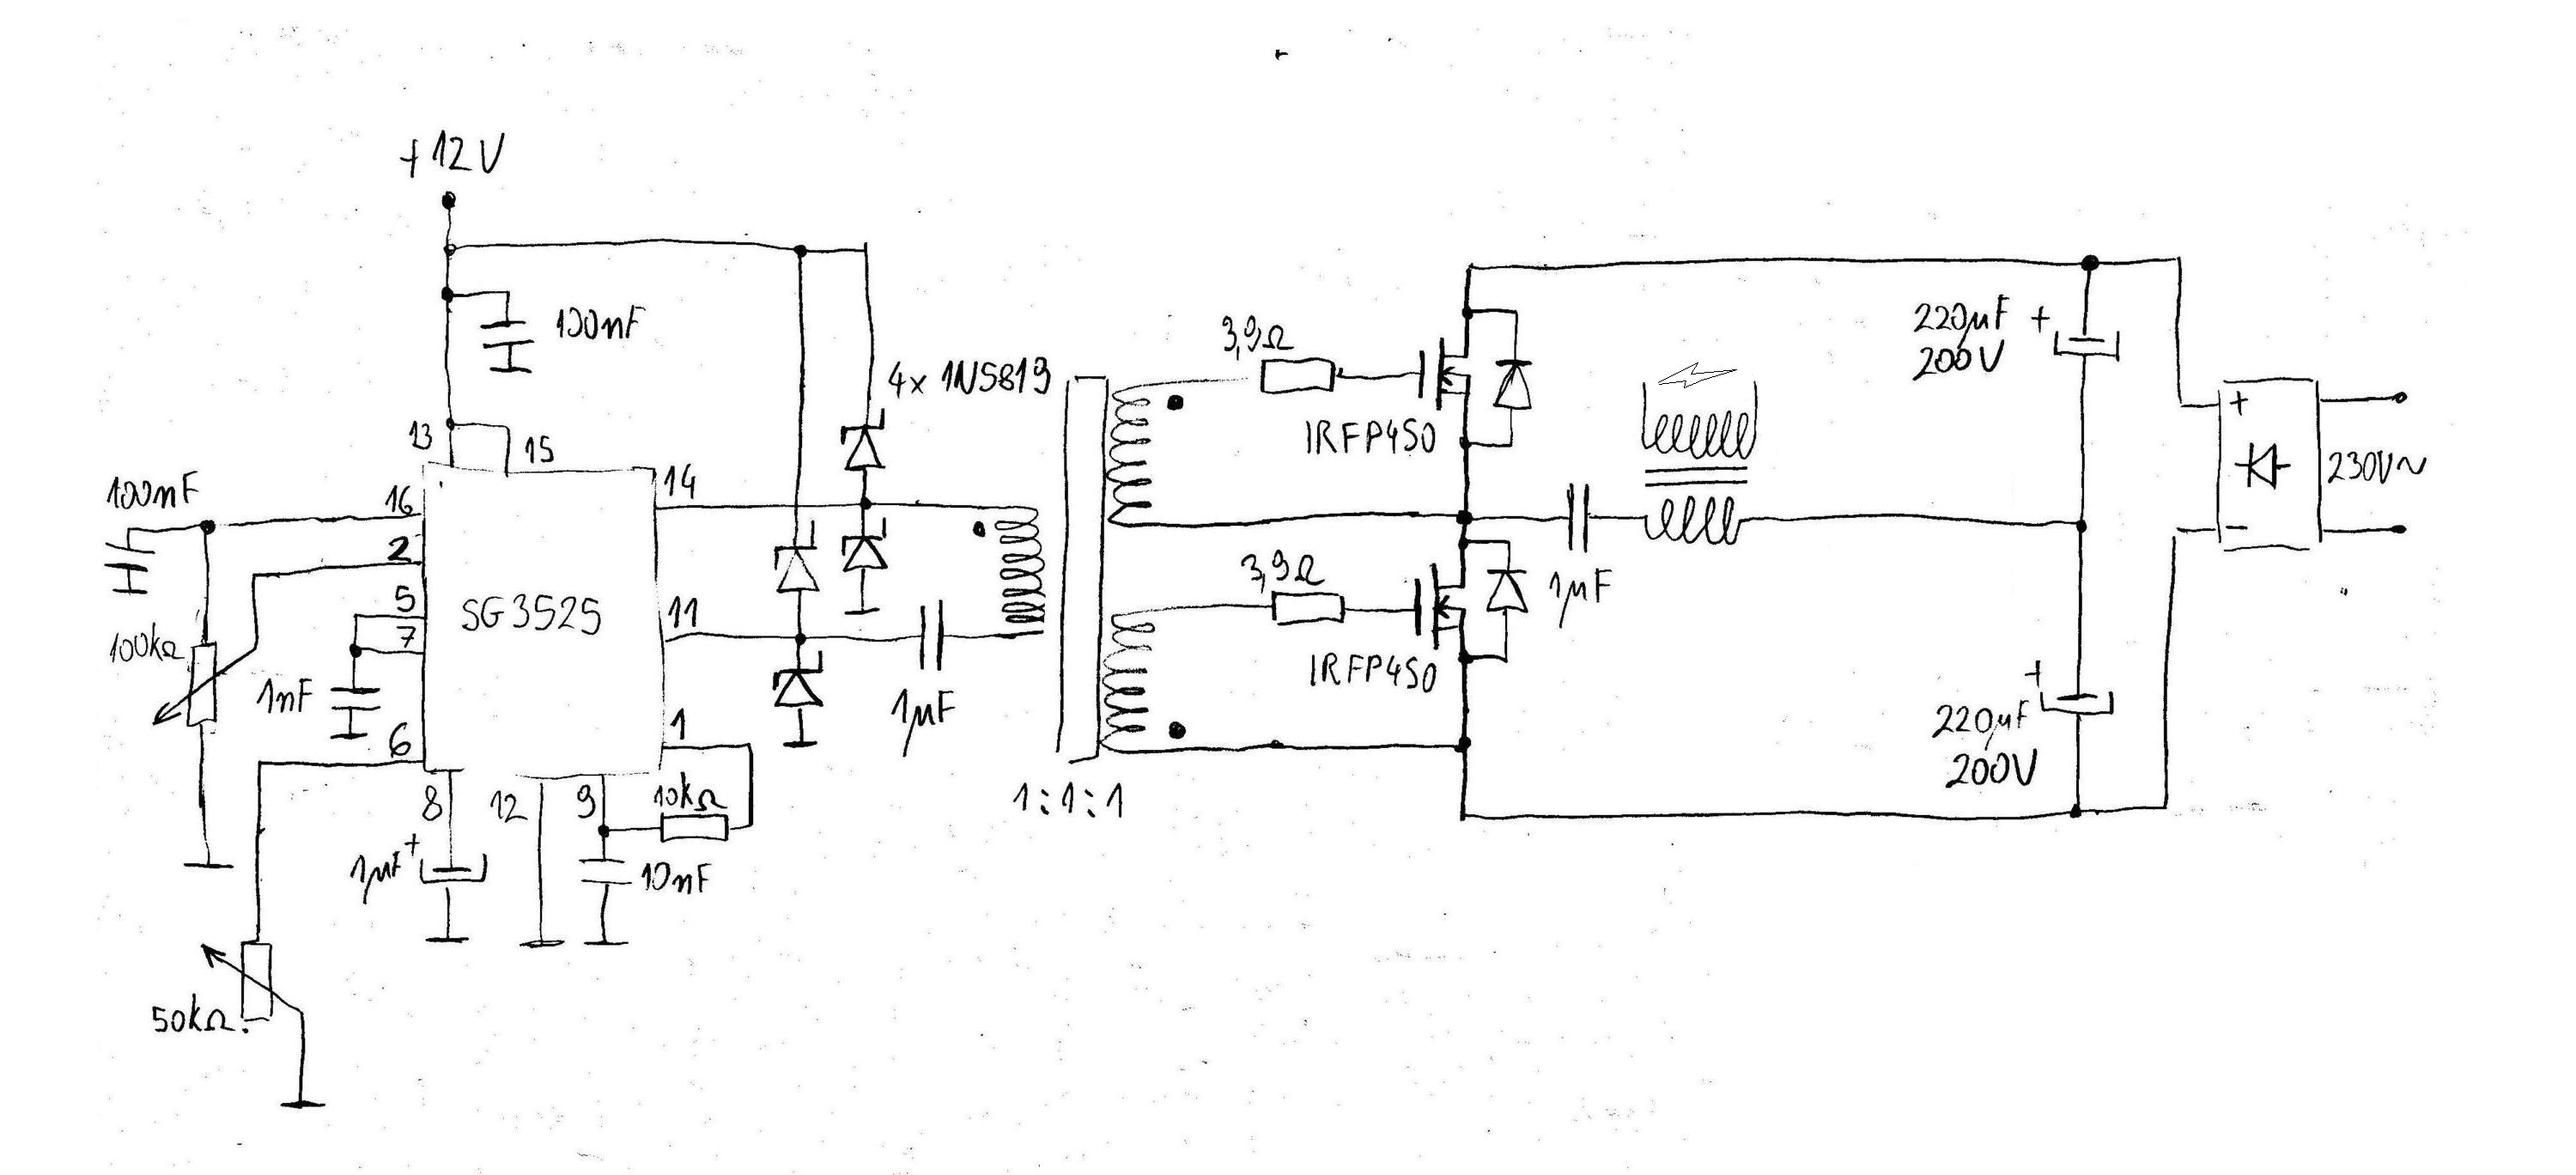 +12V
100nF
4x 1N5819
13
15
100nF
16
14
2
5
7
SG3525
11
100kΩ
1nF
6
1
1µF
8
12
9
10kΩ
1µF
+
10nF
50kΩ
1:1:1
3,9Ω
IRFP450
3,9Ω
IRFP450
1µF
220µF +
200V
+
230V~
−
+
220µF
200V